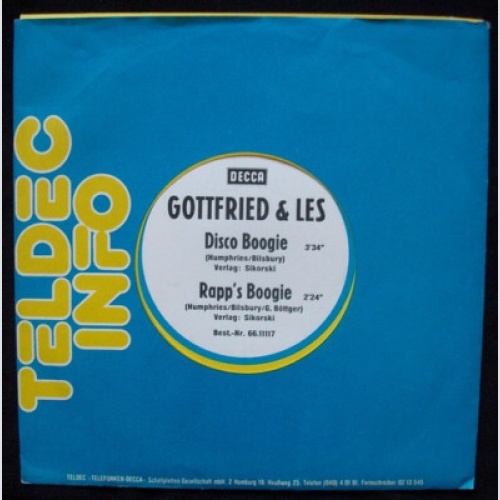 TELDEC
INFO
DECCA
GOTTFRIED & LES
Disco Boogie 3'34"
(Humphries/Bilsbury)
Verlag: Sikorski
Rapp's Boogie 2'24"
(Humphries/Bilsbury/G. Böttger)
Verlag: Sikorski
Best.-Nr. 66.11117
TELDEC »TELEFUNKEN-DECCA« Schallplatten Gesellschaft mbH. 2 Hamburg 19. Heußweg 25. Telefon (040) 4 01 81. Fernschreiber 02 13 545